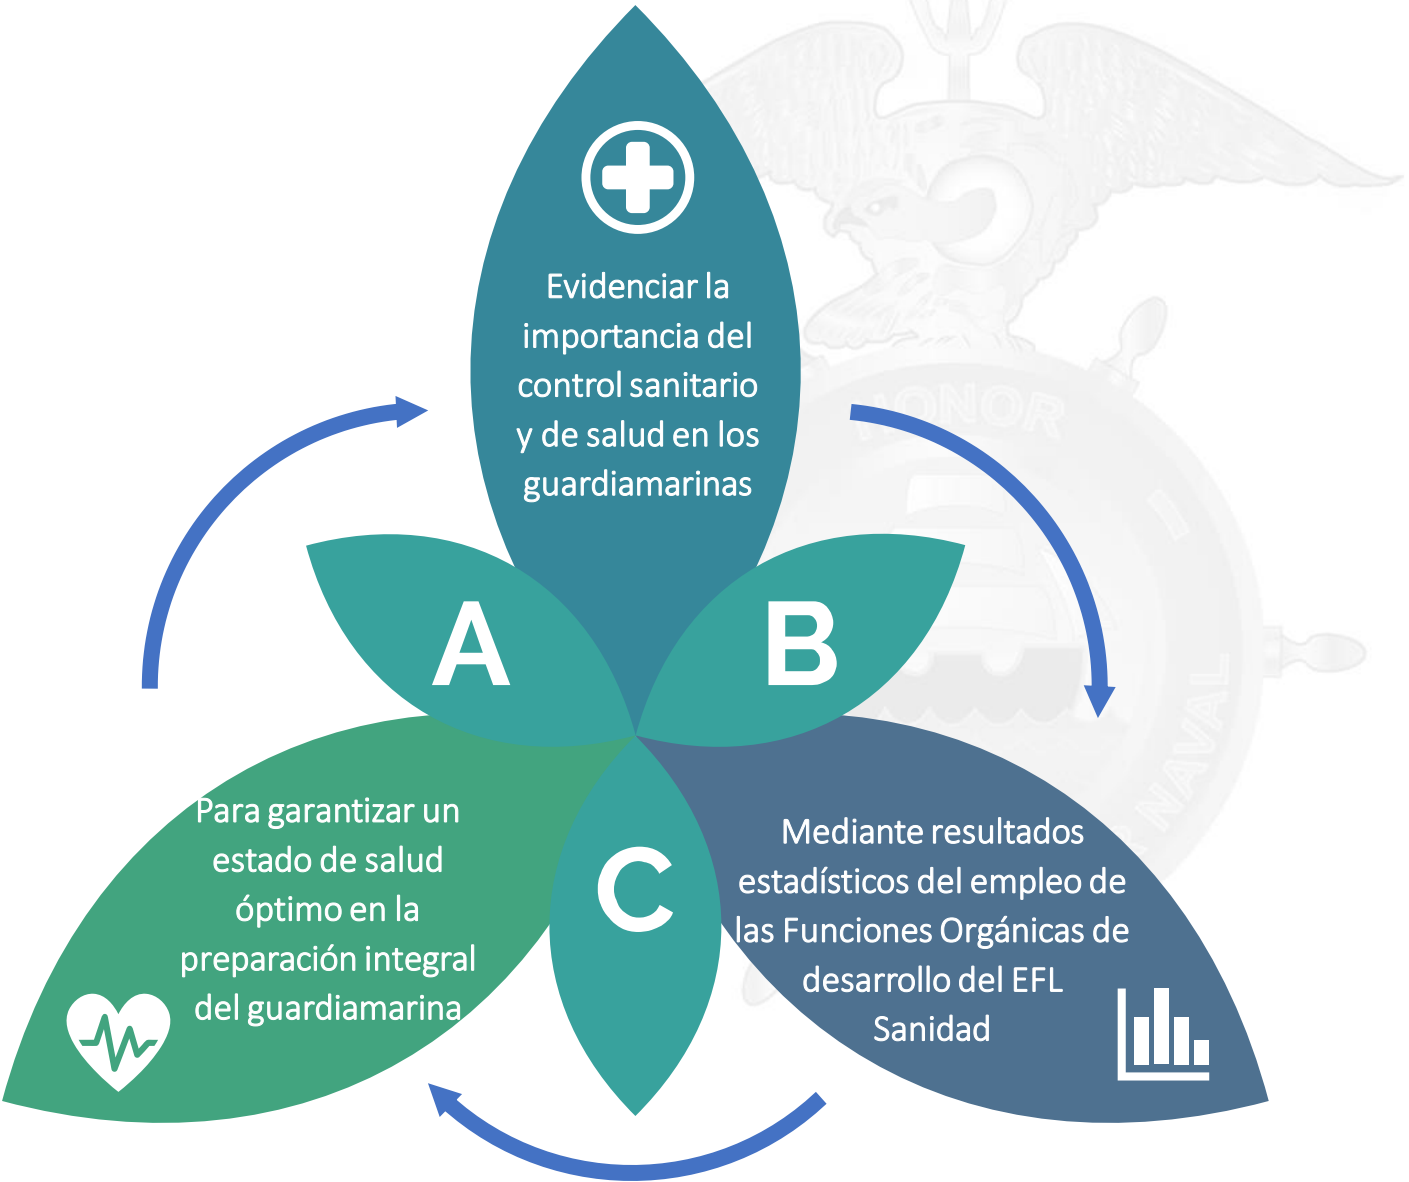 Evidenciar la
importancia del
control sanitario
y de salud en los
guardiamarinas
HONOR
A
B
Para garantizar un
estado de salud
óptimo en la
preparación integral
del guardiamarina
C
Mediante resultados
estadísticos del empleo de
las Funciones Orgánicas de
desarrollo del EFL
Sanidad
NAVAL